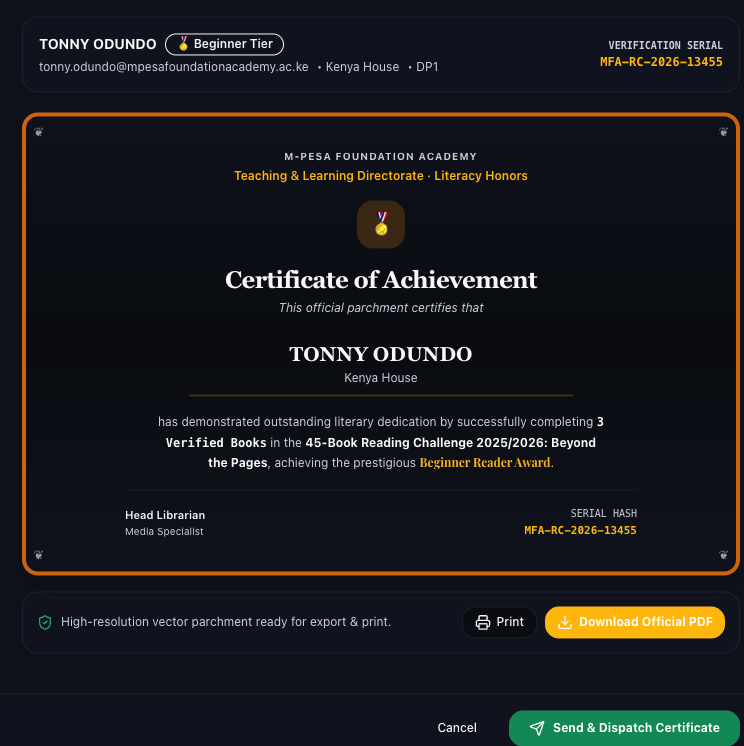 TONNY ODUNDO Beginner Tier
VERIFICATION SERIAL
tonny.odundo@mpesafoundationacademy.ac.ke • Kenya House • DP1
MFA-RC-2026-13455
M-PESA FOUNDATION ACADEMY
Teaching & Learning Directorate · Literacy Honors
Certificate of Achievement
This official parchment certifies that
TONNY ODUNDO
Kenya House
has demonstrated outstanding literary dedication by successfully completing 3
Verified Books in the 45-Book Reading Challenge 2025/2026: Beyond
the Pages, achieving the prestigious Beginner Reader Award.
Head Librarian
Media Specialist
SERIAL HASH
MFA-RC-2026-13455
High-resolution vector parchment ready for export & print.
Print
Download Official PDF
Cancel
Send & Dispatch Certificate